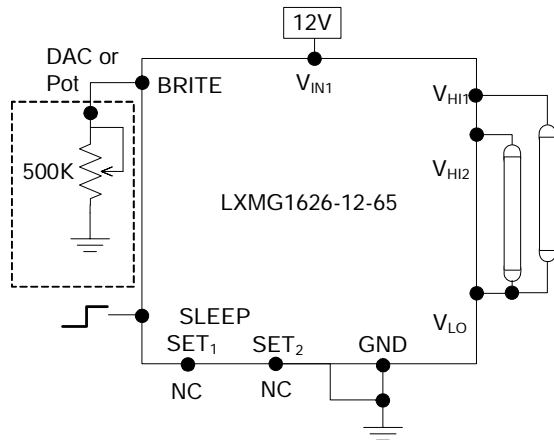 12V
DAC or
Pot
BRITE
VIN1
VHI1
500K
VHI2
LXMG1626-12-65
SLEEP
VLO
SET1
SET2
GND
NC
NC